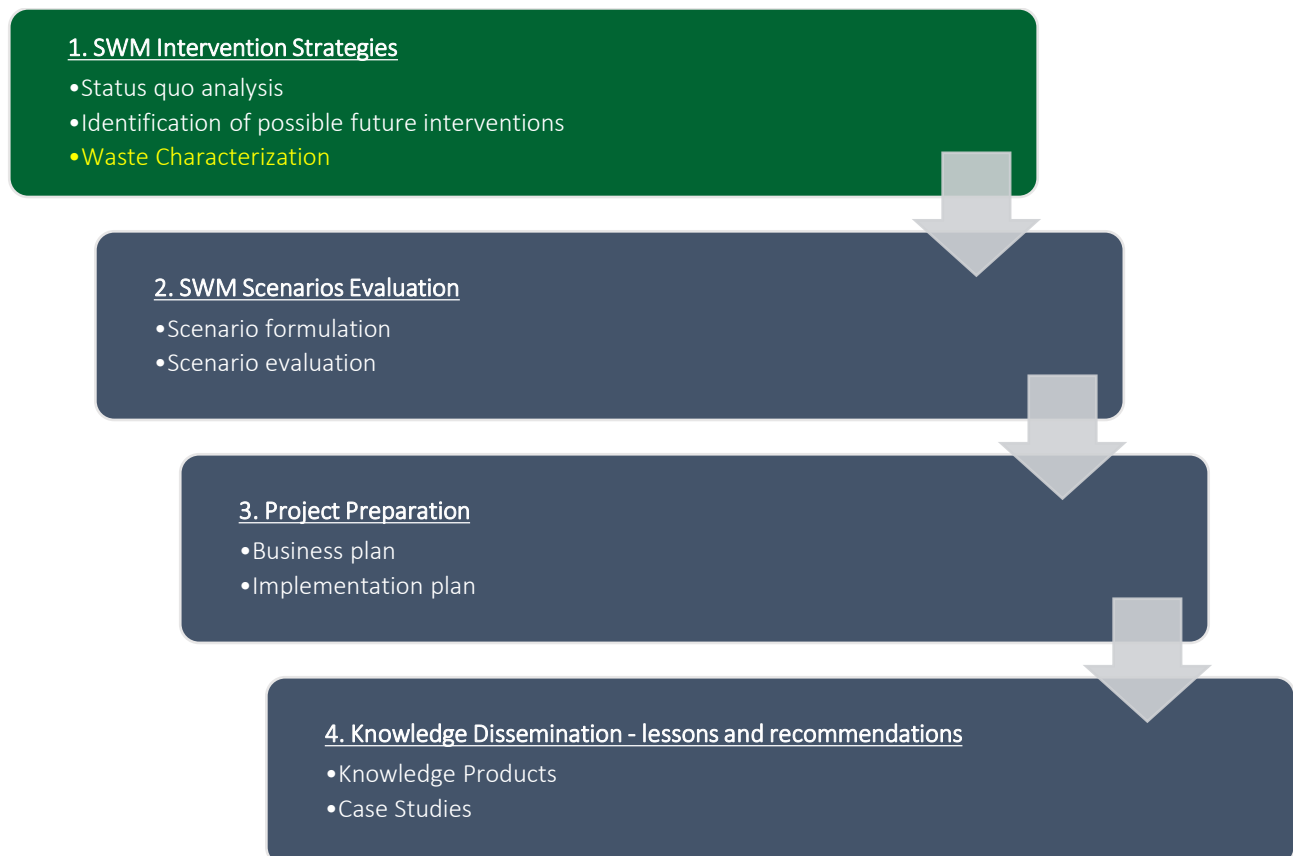 1. SWM Intervention Strategies
•Status quo analysis
•Identification of possible future interventions
•Waste Characterization
2. SWM Scenarios Evaluation
•Scenario formulation
•Scenario evaluation
3. Project Preparation
•Business plan
•Implementation plan
4. Knowledge Dissemination - lessons and recommendations
•Knowledge Products
•Case Studies